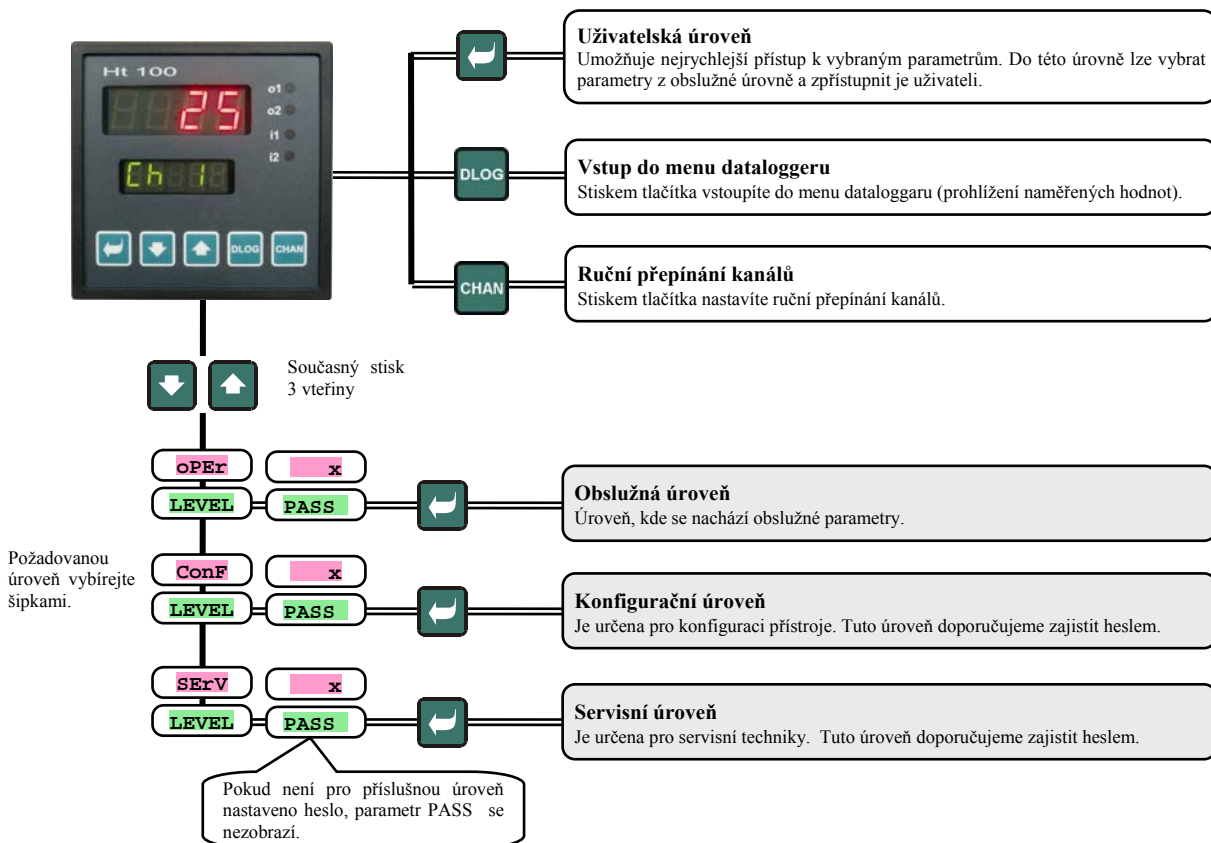 Ht 100
25
Ch 1
o1
o2
i1
i2
DLOG
CHAN
Uživatelská úroveň
Umožňuje nejrychlejší přístup k vybraným parametrům. Do této úrovně lze vybrat
parametry z obslužné úrovně a zpřístupnit je uživateli.
DLOG
Vstup do menu dataloggeru
Stiskem tlačítka vstoupíte do menu dataloggaru (prohlížení naměřených hodnot).
CHAN
Ruční přepínání kanálů
Stiskem tlačítka nastavíte ruční přepínání kanálů.
Současný stisk
3 vteřiny
Požadovanou
úroveň vybírejte
šipkami.
oPEr
x
LEVEL
PASS
Obslužná úroveň
Úroveň, kde se nachází obslužné parametry.
ConF
x
LEVEL
PASS
Konfigurační úroveň
Je určena pro konfiguraci přístroje. Tuto úroveň doporučujeme zajistit heslem.
SErV
x
LEVEL
PASS
Servisní úroveň
Je určena pro servisní techniky. Tuto úroveň doporučujeme zajistit heslem.
Pokud není pro příslušnou úroveň
nastaveno heslo, parametr PASS se
nezobrazí.